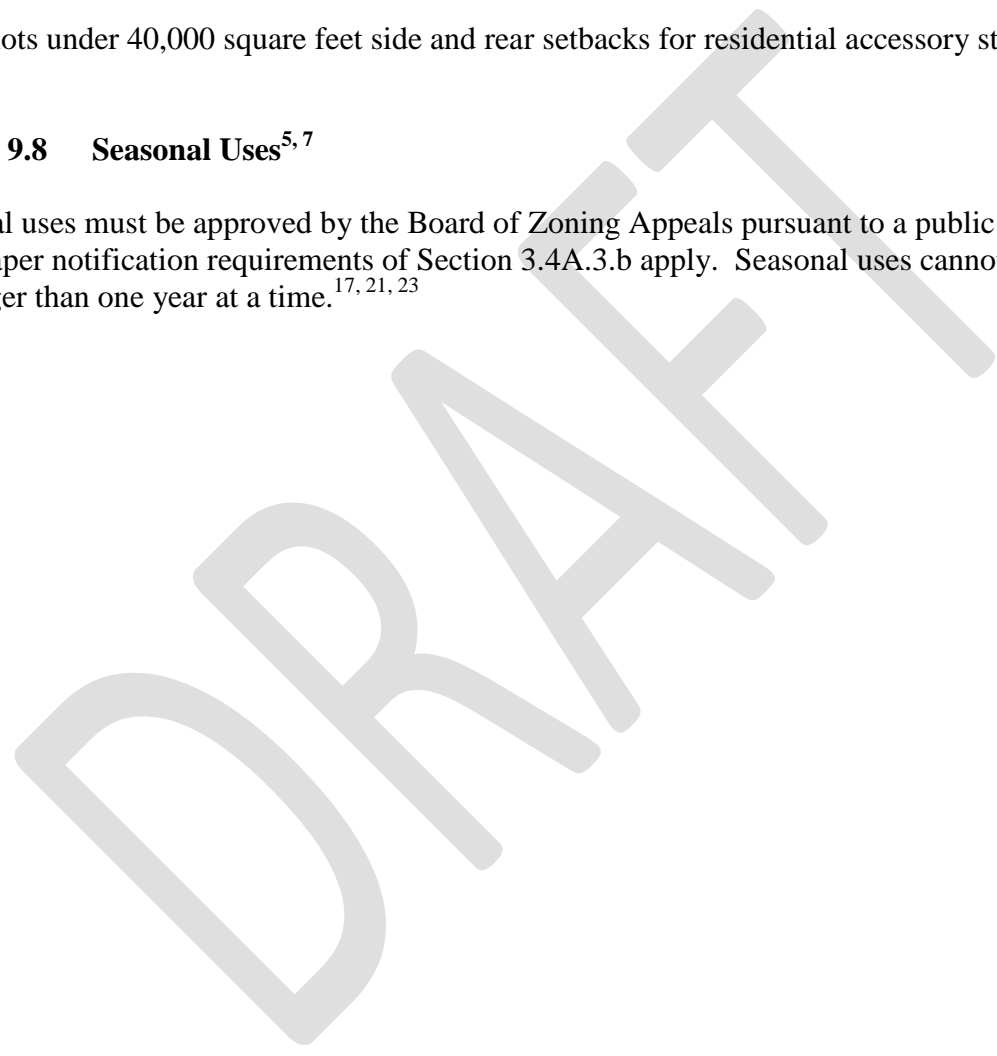 ots under 40,000 square feet side and rear setbacks for residential accessory st
9.8 Seasonal Uses5, 7
al uses must be approved by the Board of Zoning Appeals pursuant to a public
aper notification requirements of Section 3.4A.3.b apply. Seasonal uses canno
ger than one year at a time.17, 21, 23
DRAFT